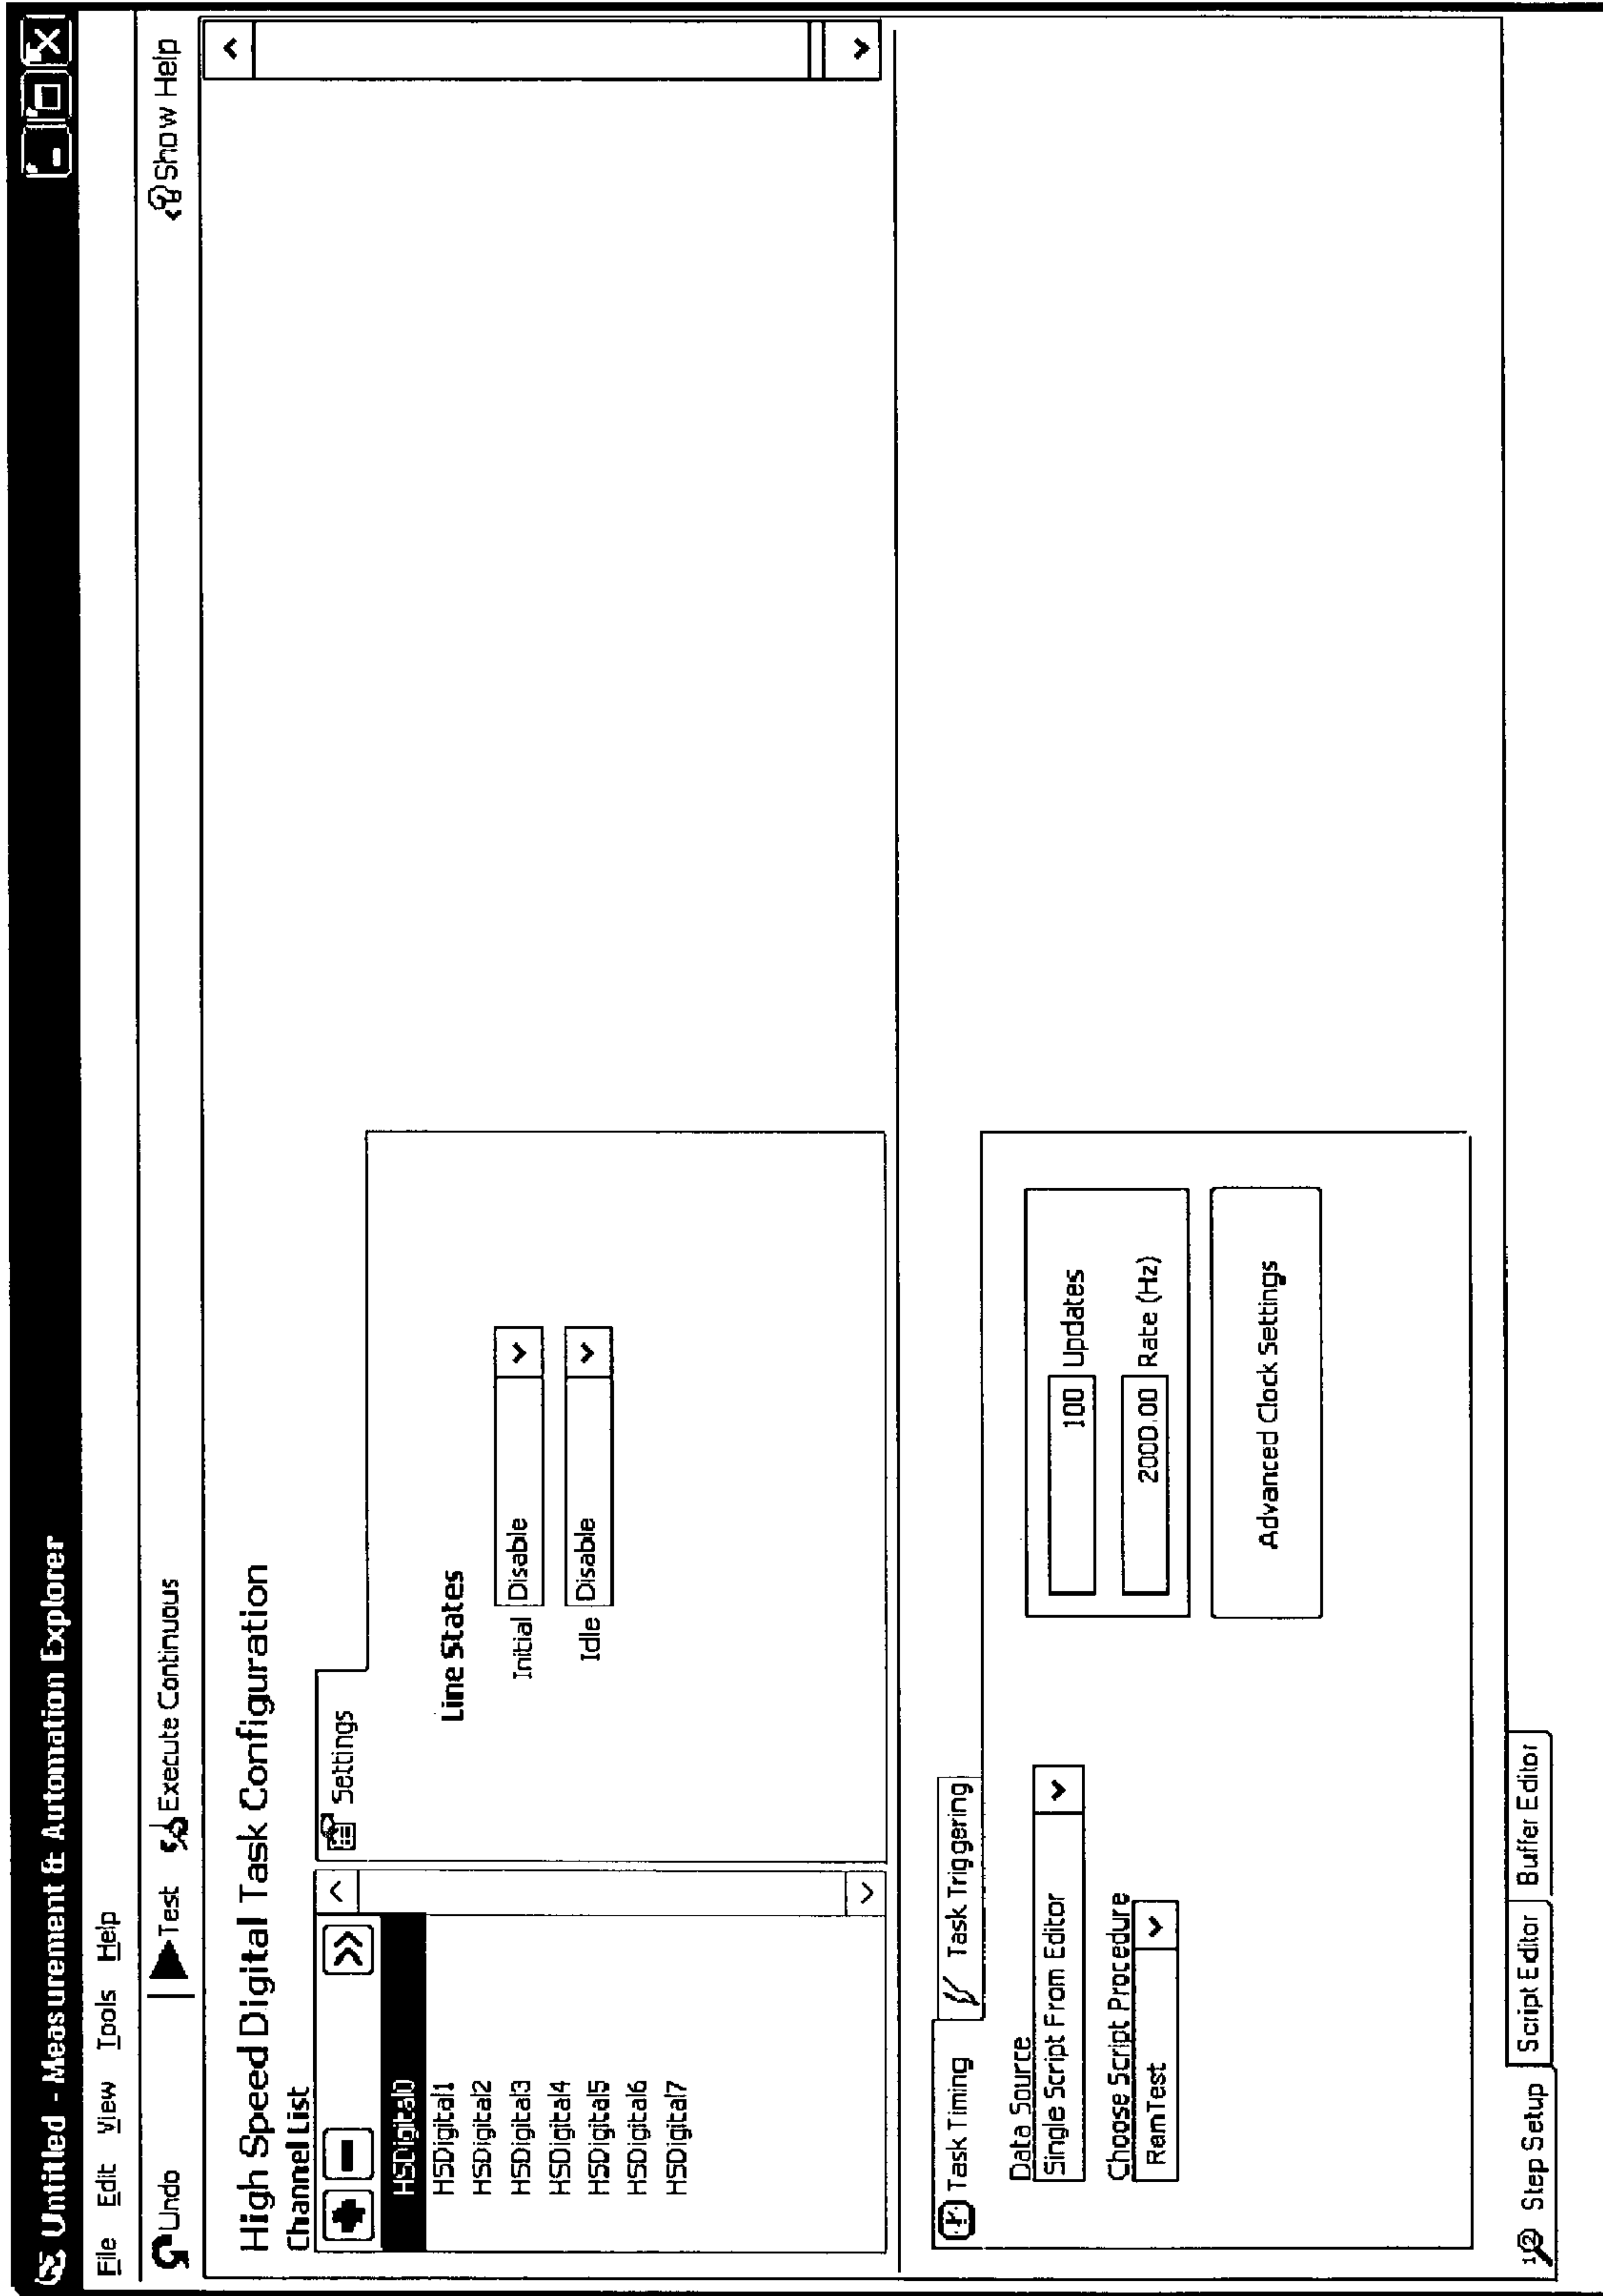 Untitled - Measurement & Automation Explorer
File Edit View Tools Help
Undo Test Execute Continuous Show Help
High Speed Digital Task Configuration
Channel List
HSDigital0
HSDigital1
HSDigital2
HSDigital3
HSDigital4
HSDigital5
HSDigital6
HSDigital7
Settings
Line States
Initial Disable
Idle Disable
Task Timing Task Triggering
Data Source
Single Script From Editor
Choose Script Procedure
RanTest
100 Updates
2000.00 Rate (Hz)
Advanced Clock Settings
Step Setup Script Editor Buffer Editor